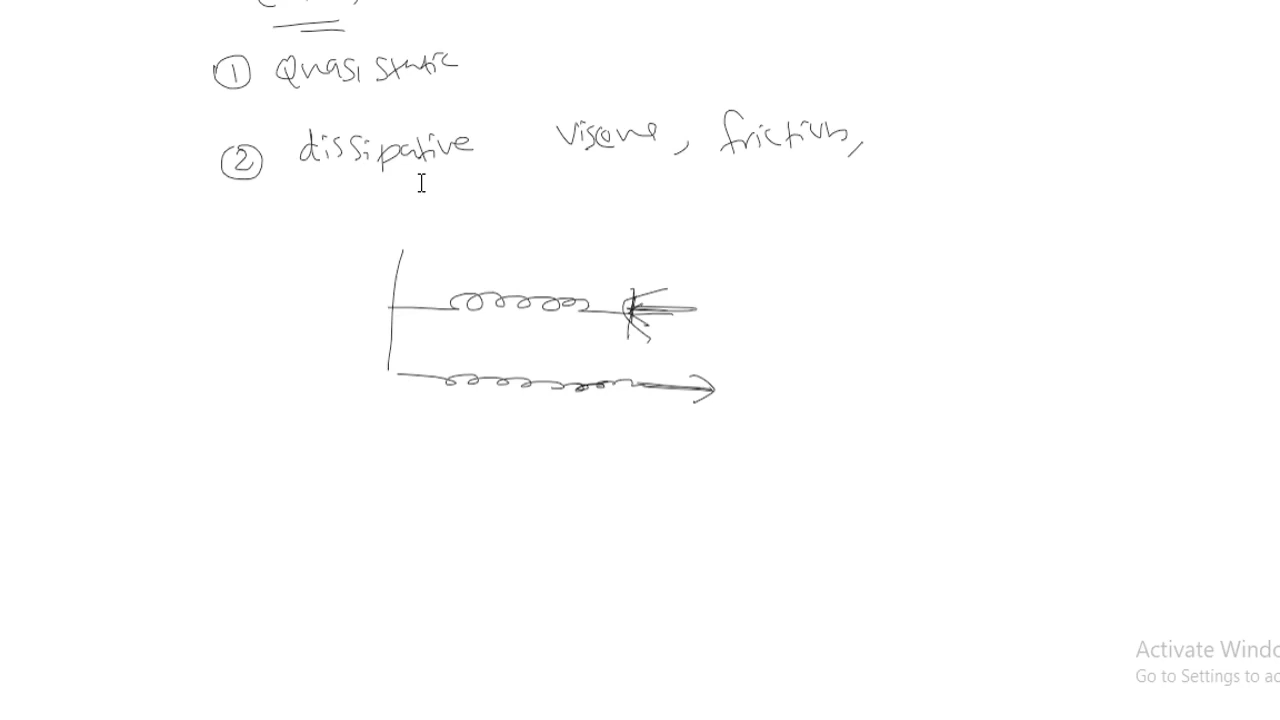 ① Quasi static
② dissipative viscous, friction,
Activate Windo
Go to Settings to ac